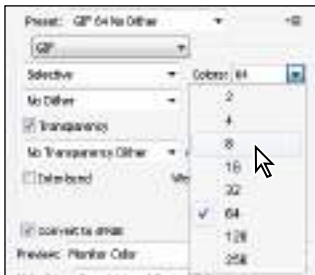 Preset: GIF 64 No Dither
GIF
Selective Colors: 64
No Dither 2
Transparency 4
No Transparency Dither 8
Interlaced 16
32
64
Convert to sRGB 128
Preview: Monitor Color 256